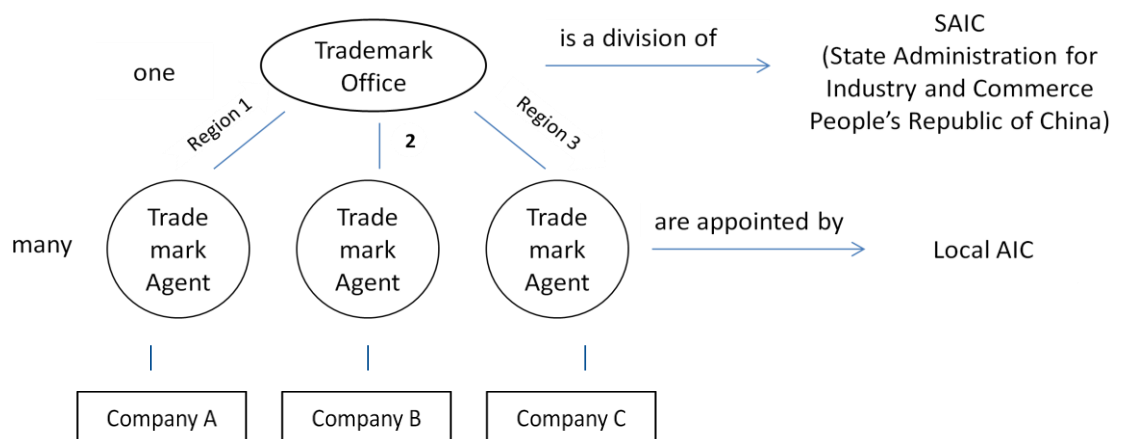 one
Trademark
Office
is a division of
SAIC
(State Administration for
Industry and Commerce
People's Republic of China)
Region 1
2
Region 3
many
Trade
mark
Agent
Trade
mark
Agent
Trade
mark
Agent
are appointed by
Local AIC
Company A
Company B
Company C